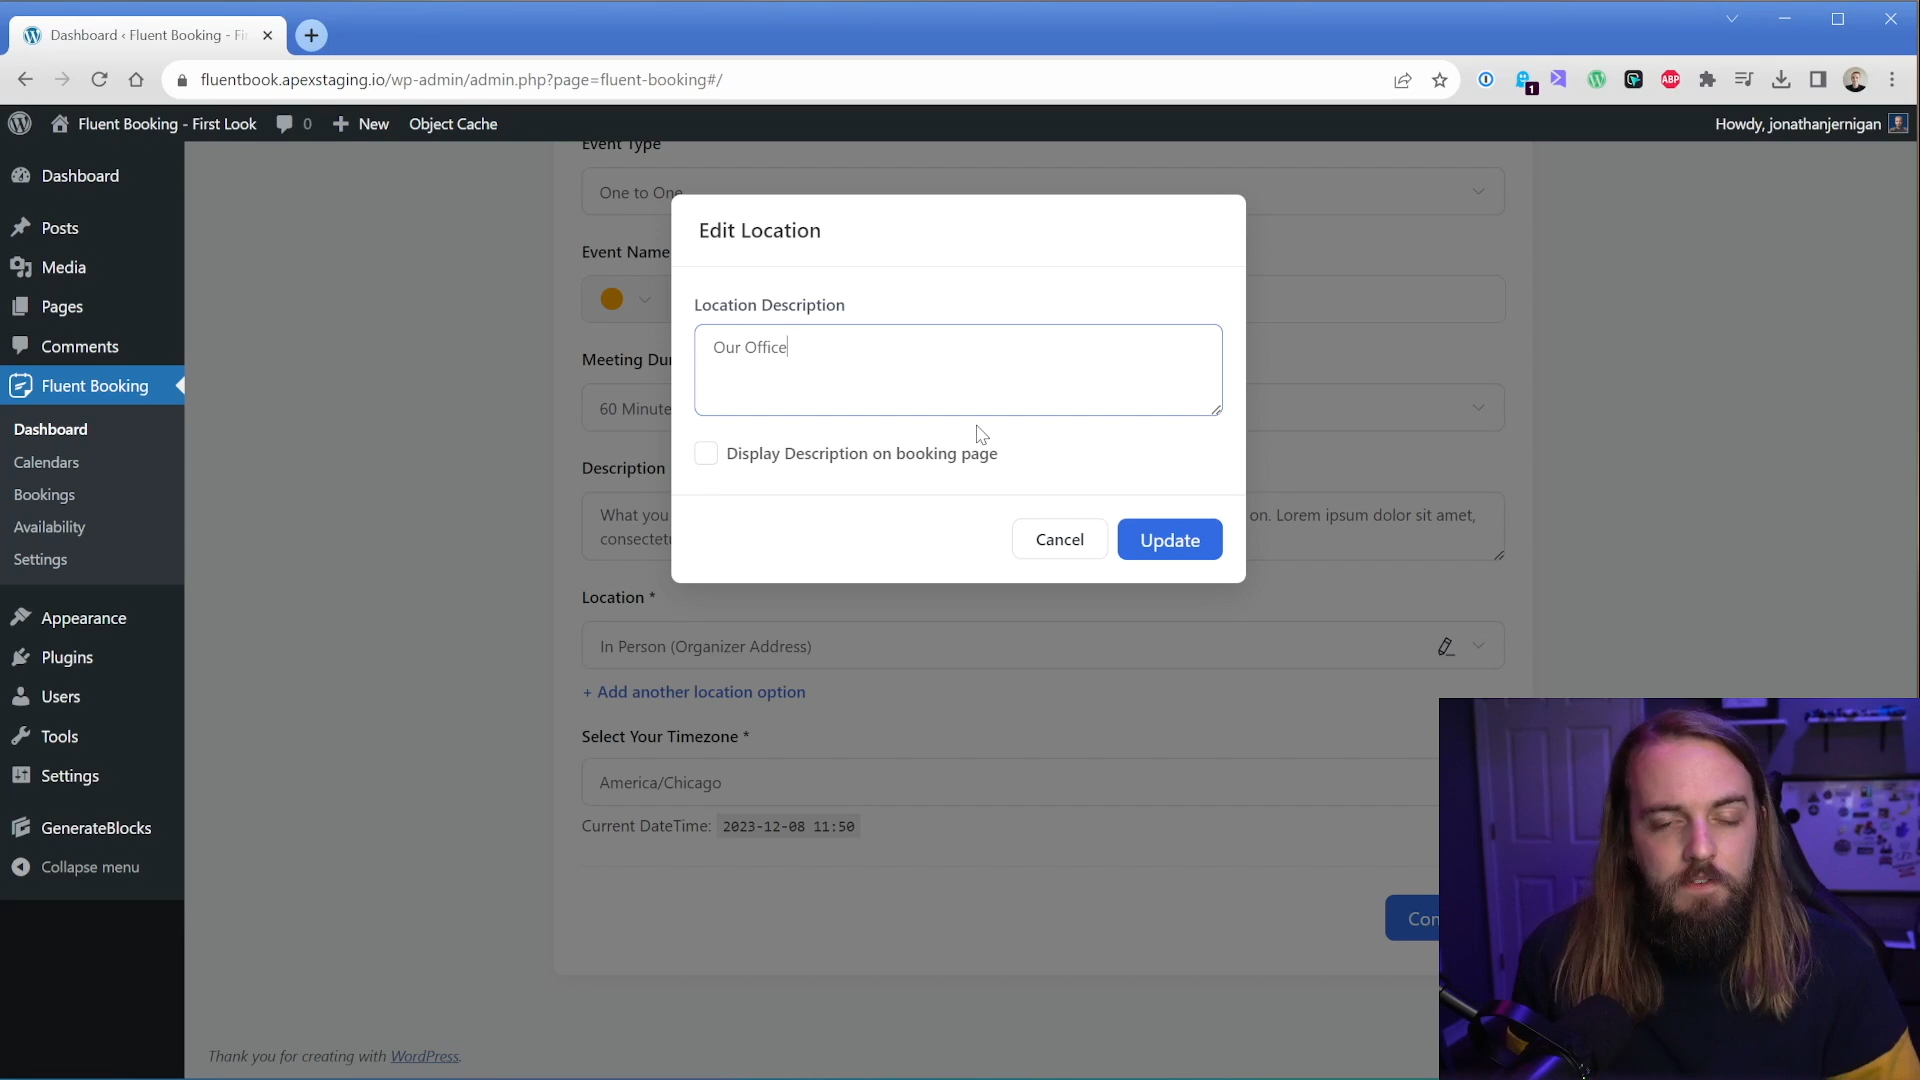 Dashboard ‹ Fluent Booking - Fi
fluentbook.apexstaging.io/wp-admin/admin.php?page=fluent-booking#/
1
ABP
Fluent Booking - First Look
0
New
Object Cache
Howdy, jonathanjernigan
Dashboard
Posts
Media
Pages
Comments
Fluent Booking
Dashboard
Calendars
Bookings
Availability
Settings
Appearance
Plugins
Users
Tools
Settings
GenerateBlocks
Collapse menu
Event Type
One to One
Event Name
Meeting Dur
60 Minute
Description
What you
on. Lorem ipsum dolor sit amet,
consectetu
Edit Location
Location Description
Our Office
Display Description on booking page
Cancel
Update
Location *
In Person (Organizer Address)
+ Add another location option
Select Your Timezone *
America/Chicago
Current DateTime: 2023-12-08 11:50
Con
Thank you for creating with WordPress.